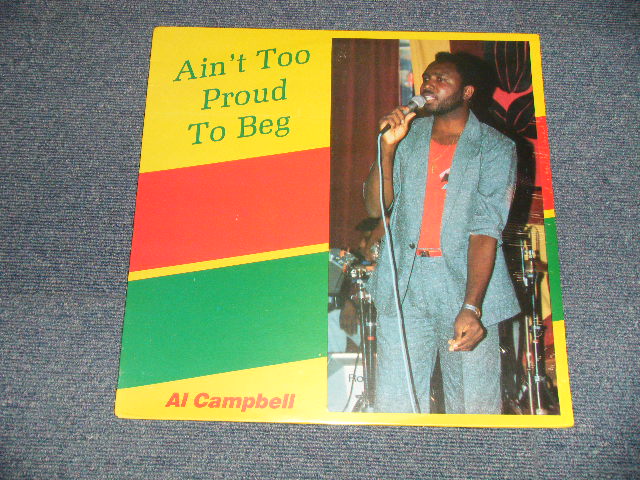 Ain't Too
Proud
To Beg
Al Campbell